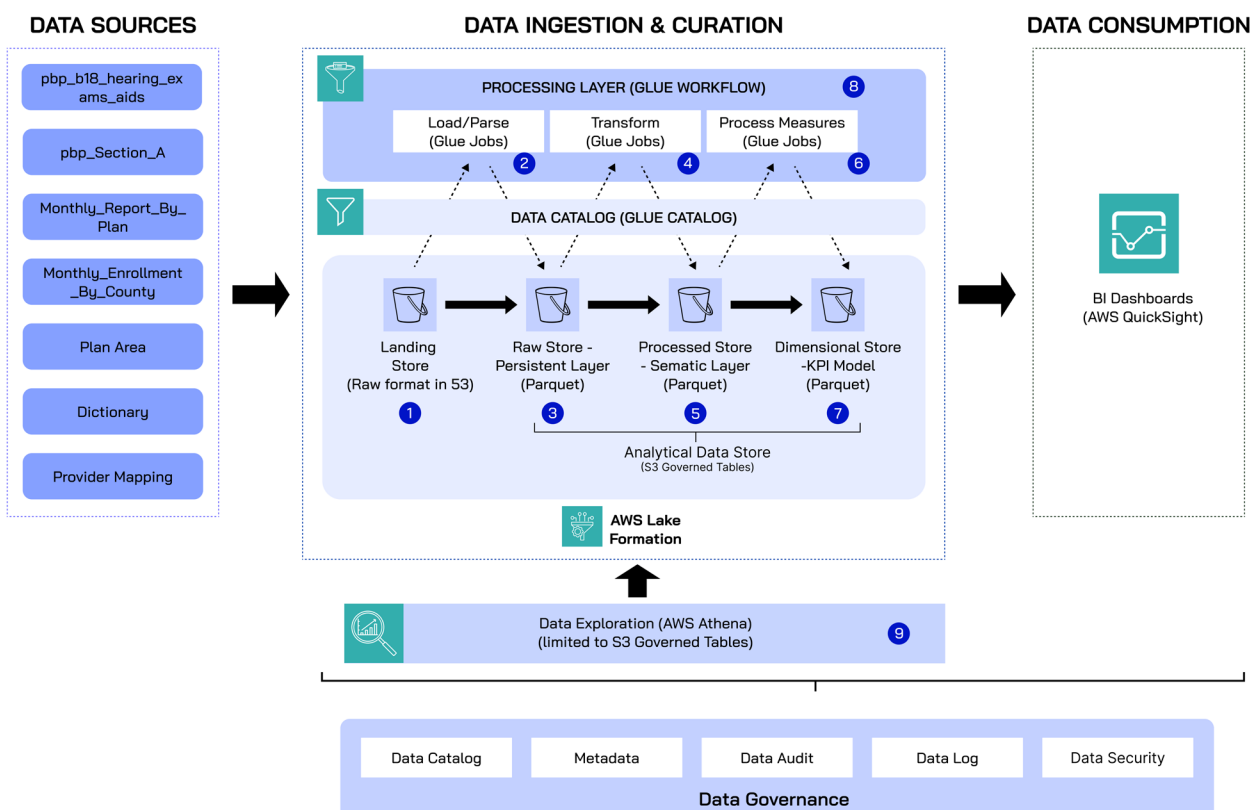 DATA SOURCES
pbp_b18_hearing_ex
ams_aids
pbp_Section_A
Monthly_Report_By_
Plan
Monthly_Enrollment
_By_County
Plan Area
Dictionary
Provider Mapping
DATA INGESTION & CURATION
PROCESSING LAYER (GLUE WORKFLOW)
8
Load/Parse
(Glue Jobs)
2
Transform
(Glue Jobs)
4
Process Measures
(Glue Jobs)
6
DATA CATALOG (GLUE CATALOG)
Landing
Store
(Raw format in S3)
1
Raw Store -
Persistent Layer
(Parquet)
3
Processed Store
- Sematic Layer
(Parquet)
5
Dimensional Store
-KPI Model
(Parquet)
7
Analytical Data Store
(S3 Governed Tables)
AWS Lake
Formation
Data Exploration (AWS Athena)
(limited to S3 Governed Tables)
9
DATA CONSUMPTION
BI Dashboards
(AWS QuickSight)
Data Catalog
Metadata
Data Audit
Data Log
Data Security
Data Governance